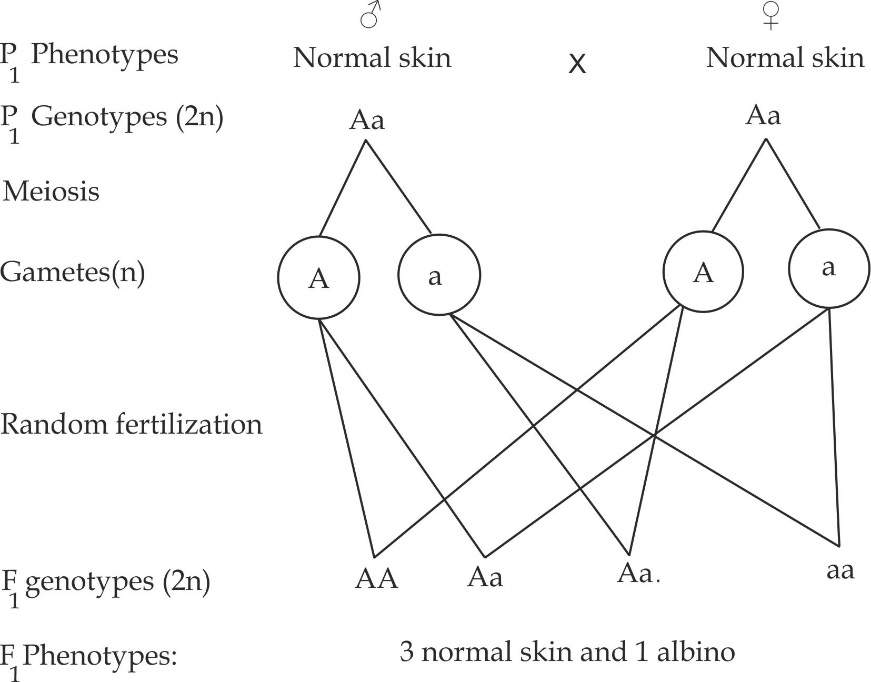 ♂ ♀
P1 Phenotypes Normal skin x Normal skin
P1 Genotypes (2n) Aa Aa
Meiosis
Gametes(n) A a A a
Random fertilization
F1 genotypes (2n) AA Aa Aa. aa
F1 Phenotypes: 3 normal skin and 1 albino